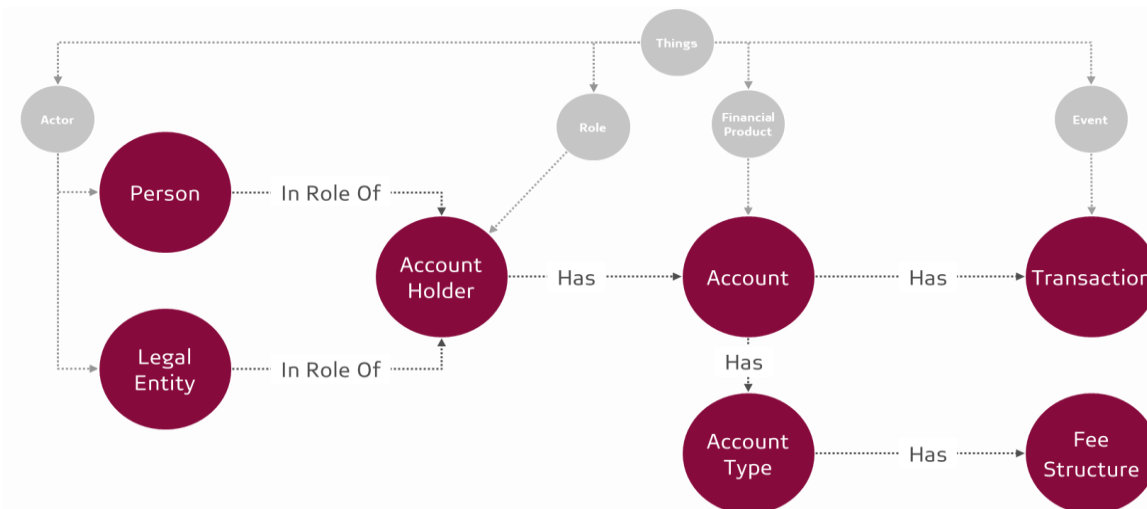 Things
Actor
Role
Financial
Product
Event
Person
In Role Of
Account
Holder
Has
Account
Has
Transaction
Legal
Entity
In Role Of
Has
Account
Type
Has
Fee
Structure